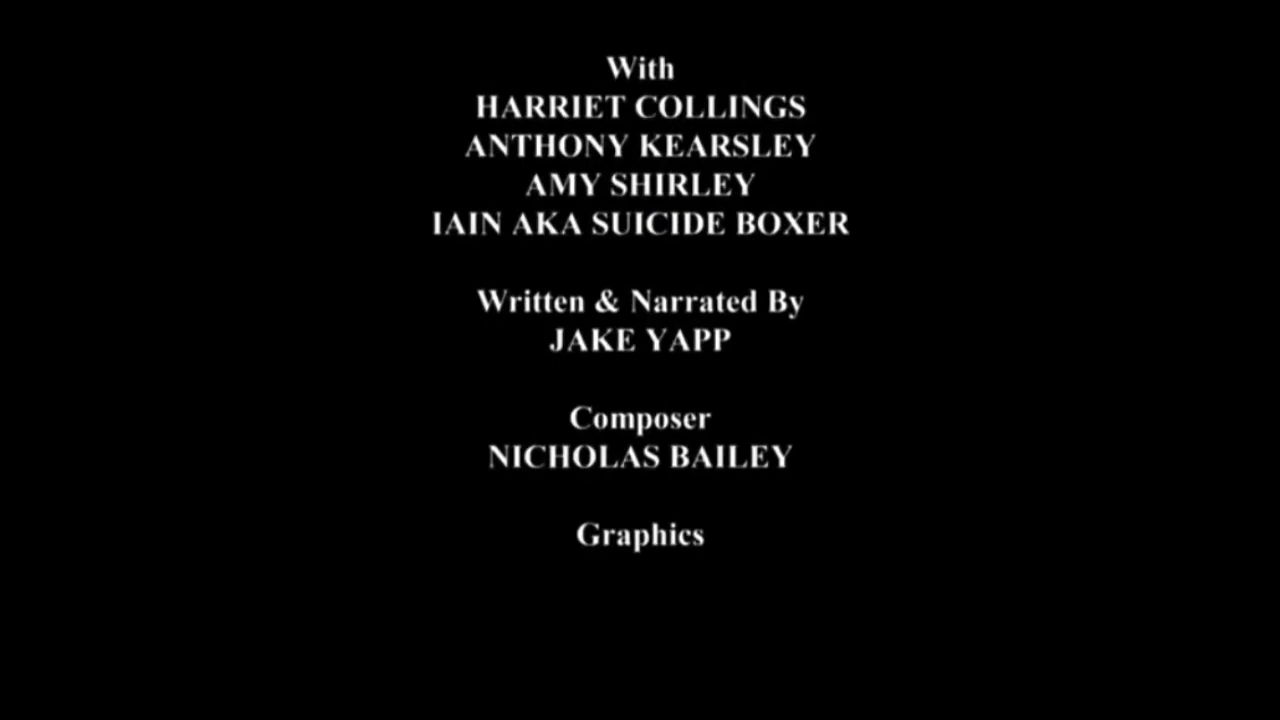 With
HARRIET COLLINGS
ANTHONY KEARSLEY
AMY SHIRLEY
IAIN AKA SUICIDE BOXER
Written & Narrated By
JAKE YAPP
Composer
NICHOLAS BAILEY
Graphics